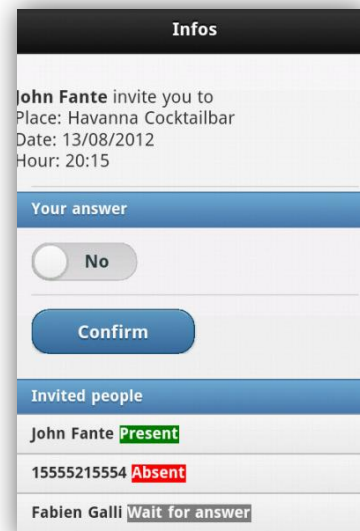 Infos
John Fante invite you to
Place: Havanna Cocktailbar
Date: 13/08/2012
Hour: 20:15
Your answer
No
Confirm
Invited people
John Fante Present
15555215554 Absent
Fabien Galli Wait for answer